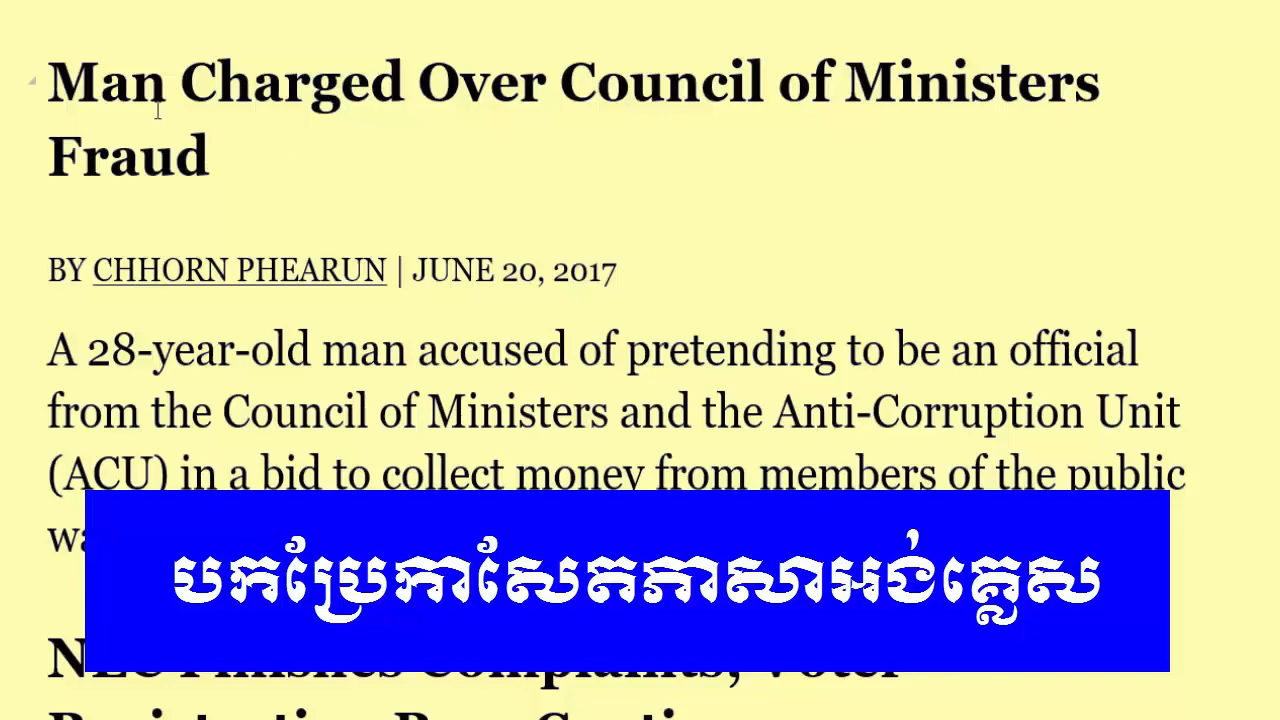 Man Charged Over Council of Ministers
Fraud
BY CHHORN PHEARUN | JUNE 20, 2017
A 28-year-old man accused of pretending to be an official
from the Council of Ministers and the Anti-Corruption Unit
(ACU) in a bid to collect money from members of the public
បកប្រែកាសែតភាសាអង់គ្លេស
Complaints, Voter